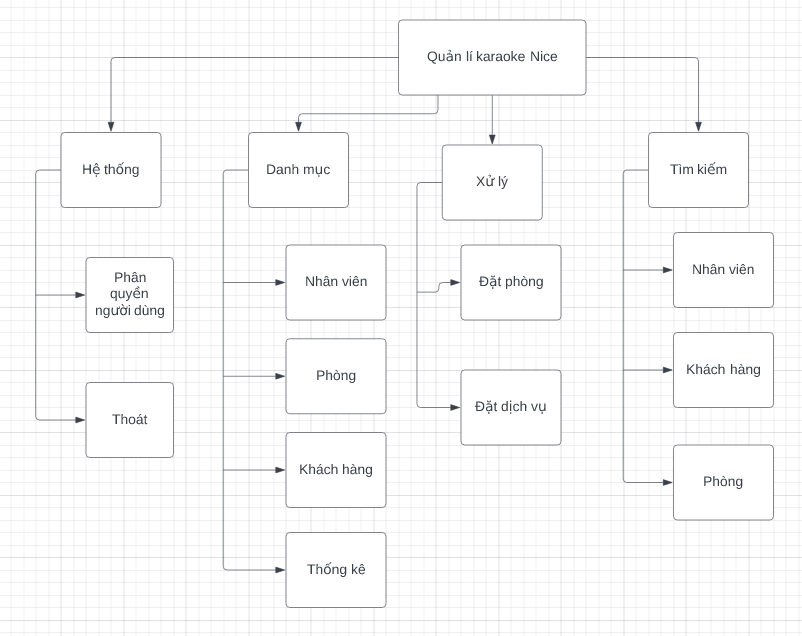 Quản lí karaoke Nice
Hệ thống
Danh mục
Xử lý
Tìm kiếm
Phân
quyền
người dùng
Thoát
Nhân viên
Phòng
Khách hàng
Thống kê
Đặt phòng
Đặt dịch vụ
Nhân viên
Khách hàng
Phòng